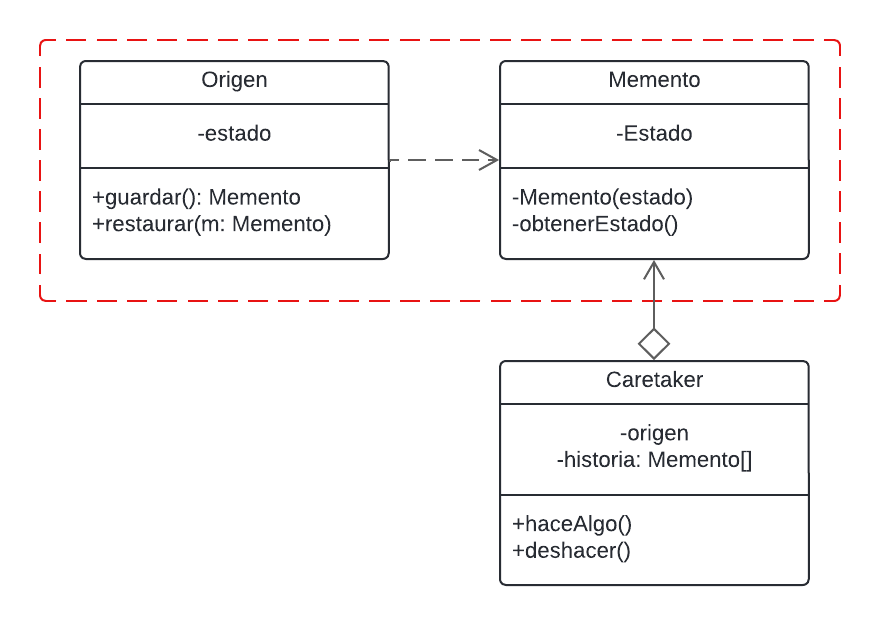 Origen
-estado
+guardar(): Memento
+restaurar(m: Memento)
Memento
-Estado
-Memento(estado)
-obtenerEstado()
Caretaker
-origen
-historia: Memento[]
+haceAlgo()
+deshacer()